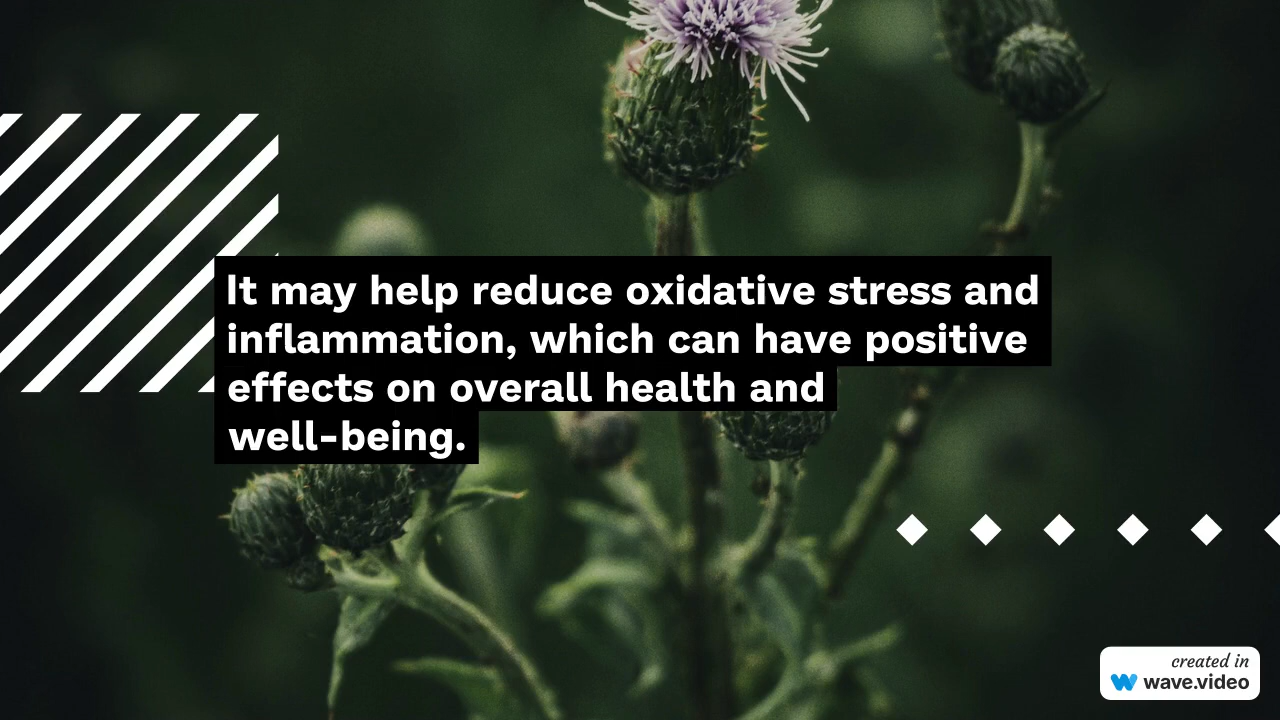 It may help reduce oxidative stress and
inflammation, which can have positive
effects on overall health and
well-being.
created in
wave.video